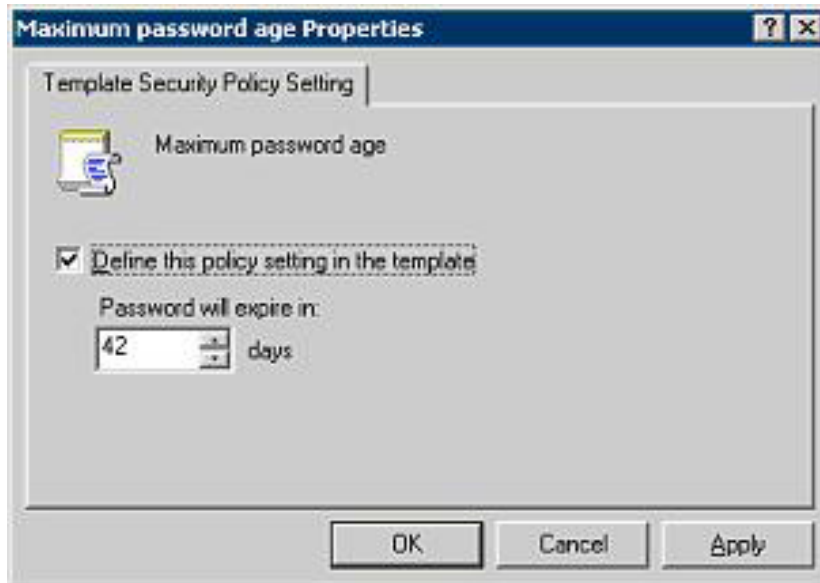 Maximum password age Properties
Template Security Policy Setting
Maximum password age
Define this policy setting in the template
Password will expire in:
42 days
OK Cancel Apply